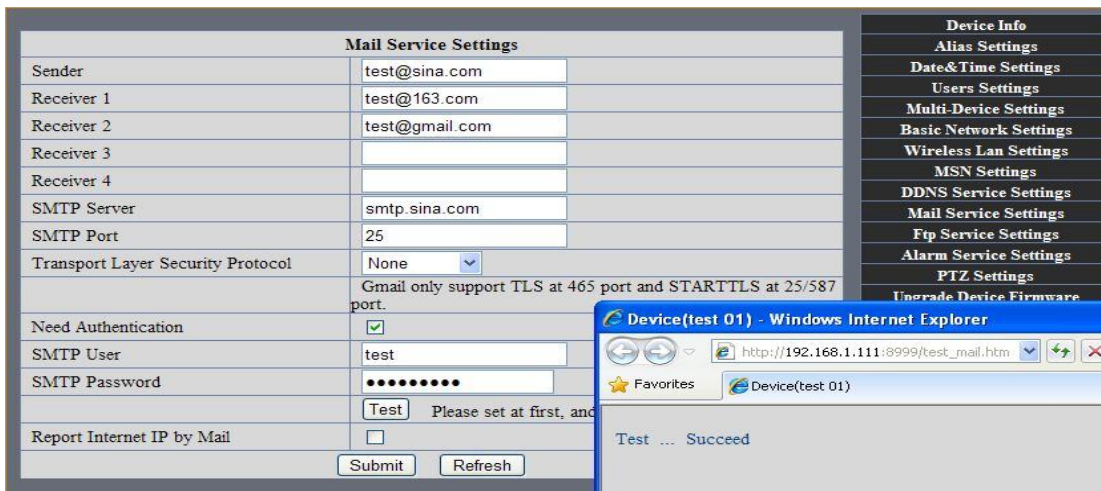 Mail Service Settings
Sender test@sina.com
Receiver 1 test@163.com
Receiver 2 test@gmail.com
Receiver 3
Receiver 4
SMTP Server smtp.sina.com
SMTP Port 25
Transport Layer Security Protocol None
Gmail only support TLS at 465 port and STARTTLS at 25/587
port.
Need Authentication
SMTP User test
SMTP Password •••••••••
Test Please set at first, and
Report Internet IP by Mail
Submit Refresh
Device Info
Alias Settings
Date&Time Settings
Users Settings
Multi-Device Settings
Basic Network Settings
Wireless Lan Settings
MSN Settings
DDNS Service Settings
Mail Service Settings
Ftp Service Settings
Alarm Service Settings
PTZ Settings
Upgrade Device Firmware
Device(test 01) - Windows Internet Explorer
http://192.168.1.111:8999/test_mail.htm
Favorites Device(test 01)
Test ... Succeed